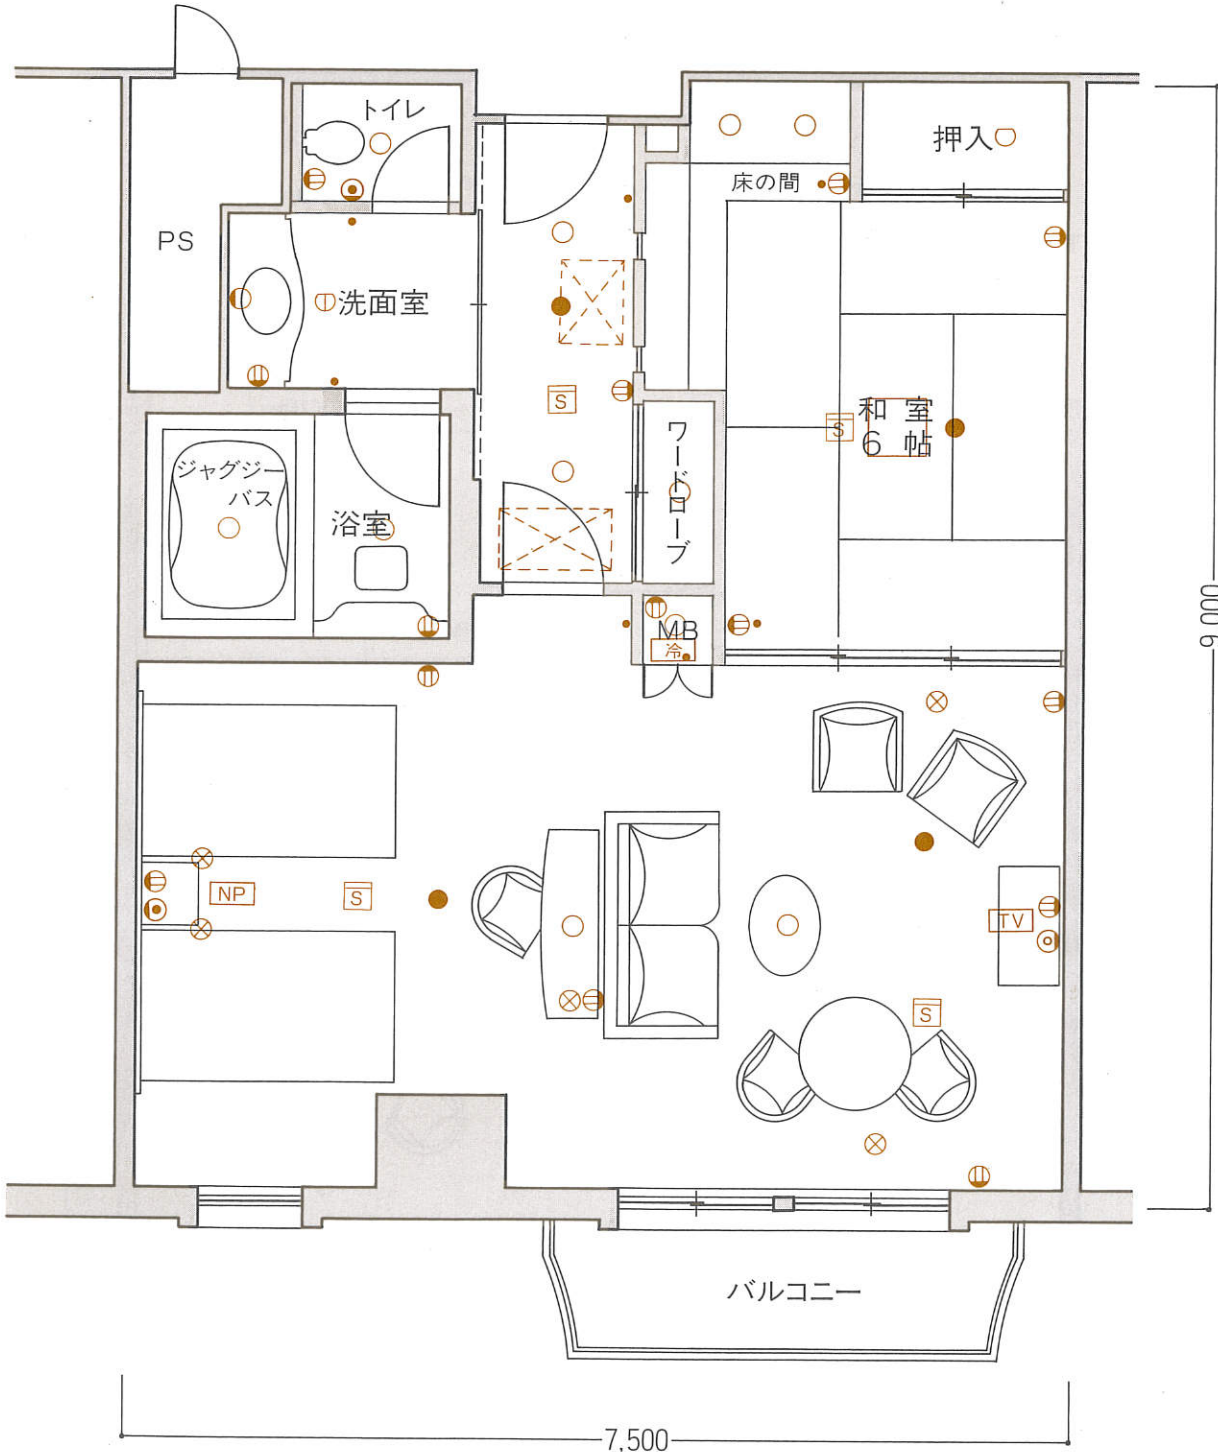 トイレ
押入
床の間
PS
洗面室
S
和室
6帖
S
ワードローブ
ジャグジー
バス
浴室
MB
冷
9,000
NP
S
TV
S
バルコニー
7,500